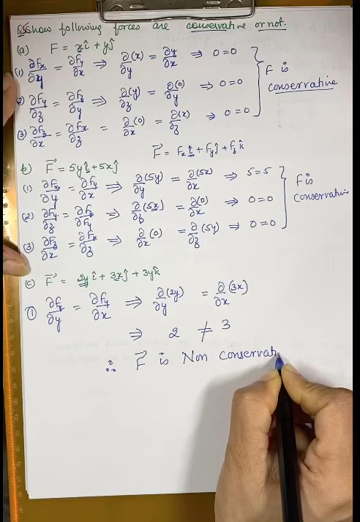 Q5 show following forces are conservative or not.
(a) F = xî + yĵ
(1) ∂Fx/∂y = ∂Fy/∂x ⇒ ∂(x)/∂y = ∂y/∂x ⇒ 0=0
(2) ∂Fy/∂z = ∂Fz/∂y ⇒ ∂(y)/∂z = ∂(0)/∂y ⇒ 0=0
F is conservative
(3) ∂Fz/∂x = ∂Fx/∂z = ∂(0)/∂x = ∂(x)/∂z ⇒ 0=0
F⃗ = Fxî + Fyĵ + Fzk̂
(b) F⃗ = 5yî + 5xĵ
(1) ∂Fx/∂y = ∂Fy/∂x ⇒ ∂(5y)/∂y = ∂(5x)/∂x ⇒ 5=5
(2) ∂Fy/∂z = ∂Fz/∂y ⇒ ∂(5x)/∂z = ∂(0)/∂x ⇒ 0=0
F is conservative
(3) ∂Fz/∂x = ∂Fx/∂z ⇒ ∂(0)/∂x = ∂(5y)/∂z ⇒ 0=0
(c) F⃗ = 2yî + 3xĵ + 3yk̂
(1) ∂Fx/∂y = ∂Fy/∂x ⇒ ∂(2y)/∂y = ∂(3x)/∂x
⇒ 2 ≠ 3
∴ F⃗ is Non conservati